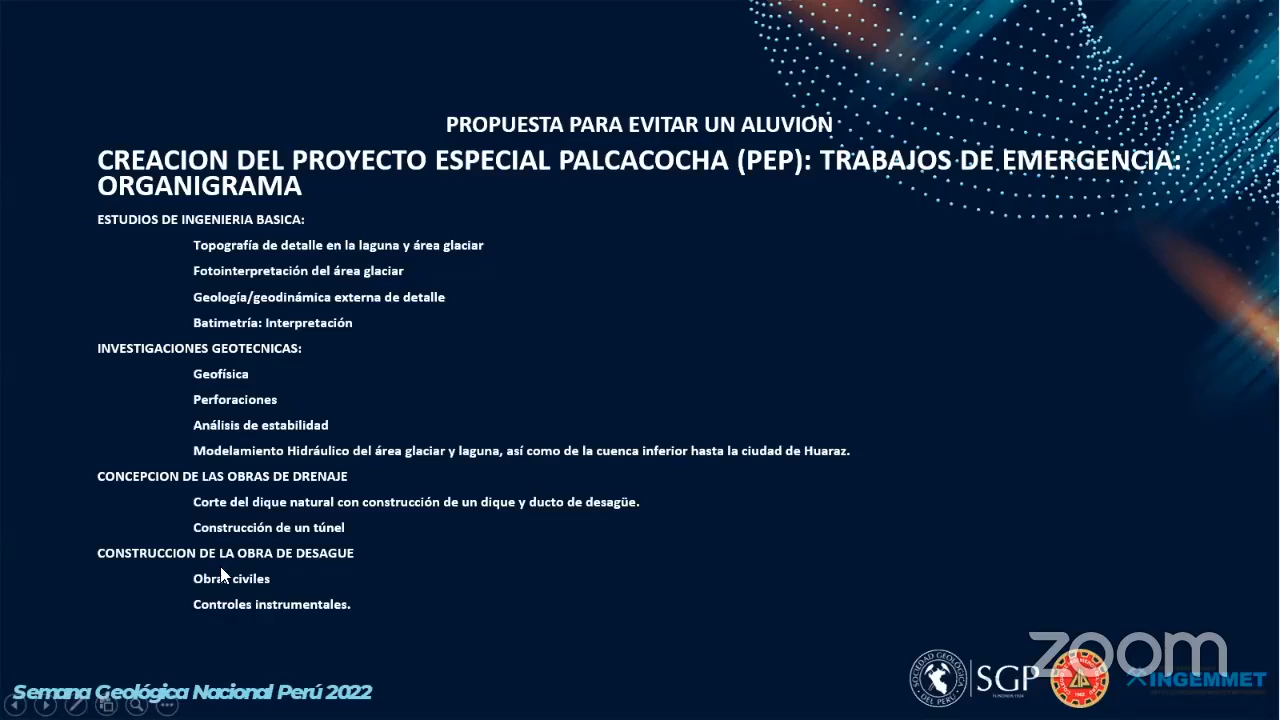 PROPUESTA PARA EVITAR UN ALUVION
CREACION DEL PROYECTO ESPECIAL PALCACOCHA (PEP): TRABAJOS DE EMERGENCIA:
ORGANIGRAMA
ESTUDIOS DE INGENIERIA BASICA:
Topografía de detalle en la laguna y área glaciar
Fotointerpretación del área glaciar
Geología/geodinámica externa de detalle
Batimetría: Interpretación
INVESTIGACIONES GEOTECNICAS:
Geofísica
Perforaciones
Análisis de estabilidad
Modelamiento Hidráulico del área glaciar y laguna, así como de la cuenca inferior hasta la ciudad de Huaraz.
CONCEPCION DE LAS OBRAS DE DRENAJE
Corte del dique natural con construcción de un dique y ducto de desagüe.
Construcción de un túnel
CONSTRUCCION DE LA OBRA DE DESAGUE
Obras civiles
Controles instrumentales.
zoom
SOCIEDAD GEOLÓGICA DEL PERÚ
SGP
INGEMMET
Semana Geológica Nacional Perú 2022